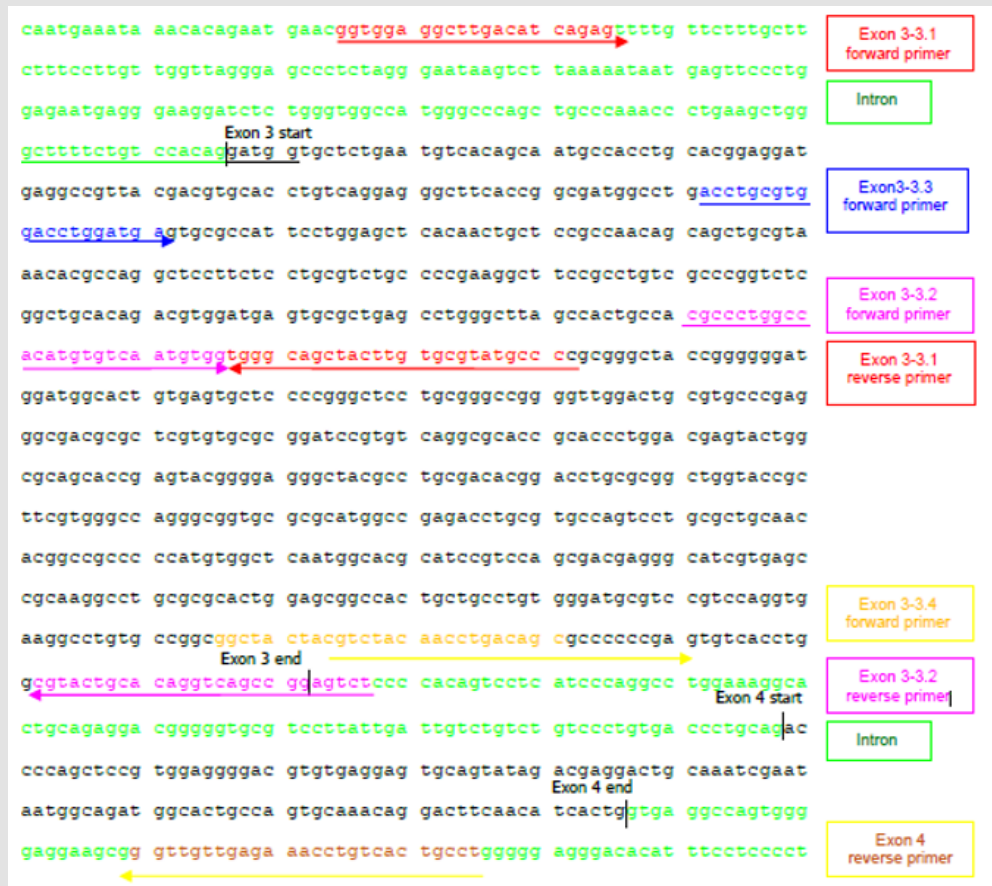 caatgaaata aacacagaat gaacggtgga ggcttgacat cagagttttg ttctttgctt
Exon 3-3.1
forward primer
ctttccttgt tggttaggga gccctctagg gaataagtct taaaaataat gagttccctg
gagaatgagg gaaggatctc tgggtggcca tgggcccagc tgcccaaacc ctgaagctgg
Intron
Exon 3 start
gcttttctgt ccacaggatg gtgctctgaa tgtcacagca atgccacctg cacggaggat
gaggccgtta cgacgtgcac ctgtcaggag ggcttcaccg gcgatggcct gacctgcgtg
Exon3-3.3
forward primer
gacctggatg agtgcgccat tcctggagct cacaactgct ccgccaacag cagctgcgta
aacacgccag gctccttctc ctgcgtctgc cccgaaggct tccgcctgtc gcccggtctc
ggctgcacag acgtggatga gtgcgctgag cctgggctta gccactgcca cgccctggcc
Exon 3-3.2
forward primer
acatgtgtca atgtggtggg cagctacttg tgcgtatgcc ccgcgggcta ccggggggat
Exon 3-3.1
reverse primer
ggatggcact gtgagtgctc cccgggctcc tgcgggccgg ggttggactg cgtgcccgag
ggcgacgcgc tcgtgtgcgc ggatccgtgt caggcgcacc gcaccctgga cgagtactgg
cgcagcaccg agtacgggga gggctacgcc tgcgacacgg acctgcgcgg ctggtaccgc
ttcgtgggcc agggcggtgc gcgcatggcc gagacctgcg tgccagtcct gcgctgcaac
acggccgccc ccatgtggct caatggcacg catccgtcca gcgacgaggg catcgtgagc
cgcaaggcct gcgcgcactg gagcggccac tgctgcctgt gggatgcgtc cgtccaggtg
aaggcctgtg ccggcggcta ctacgtctac aacctgacag cgcccccccga gtgtcacctg
Exon 3-3.4
forward primer
Exon 3 end
gcgtactgca caggtcagcc ggagtctccc cacagtcctc atcccaggcc tggaaaggca
Exon 3-3.2
reverse primer
Exon 4 start
ctgcagagga cgggggtgcg tccttattga ttgtctgtct gtccctgtga ccctgcagac
Intron
cccagctccg tggaggggac gtgtgaggag tgcagtatag acgaggactg caaatcgaat
Exon 4 end
aatggcagat ggcactgcca gtgcaaacag gacttcaaca tcactggtga ggccagtggg
gaggaagcgg gttgttgaga aacctgtcac tgcctggggg agggacacat ttcctcccct
Exon 4
reverse primer